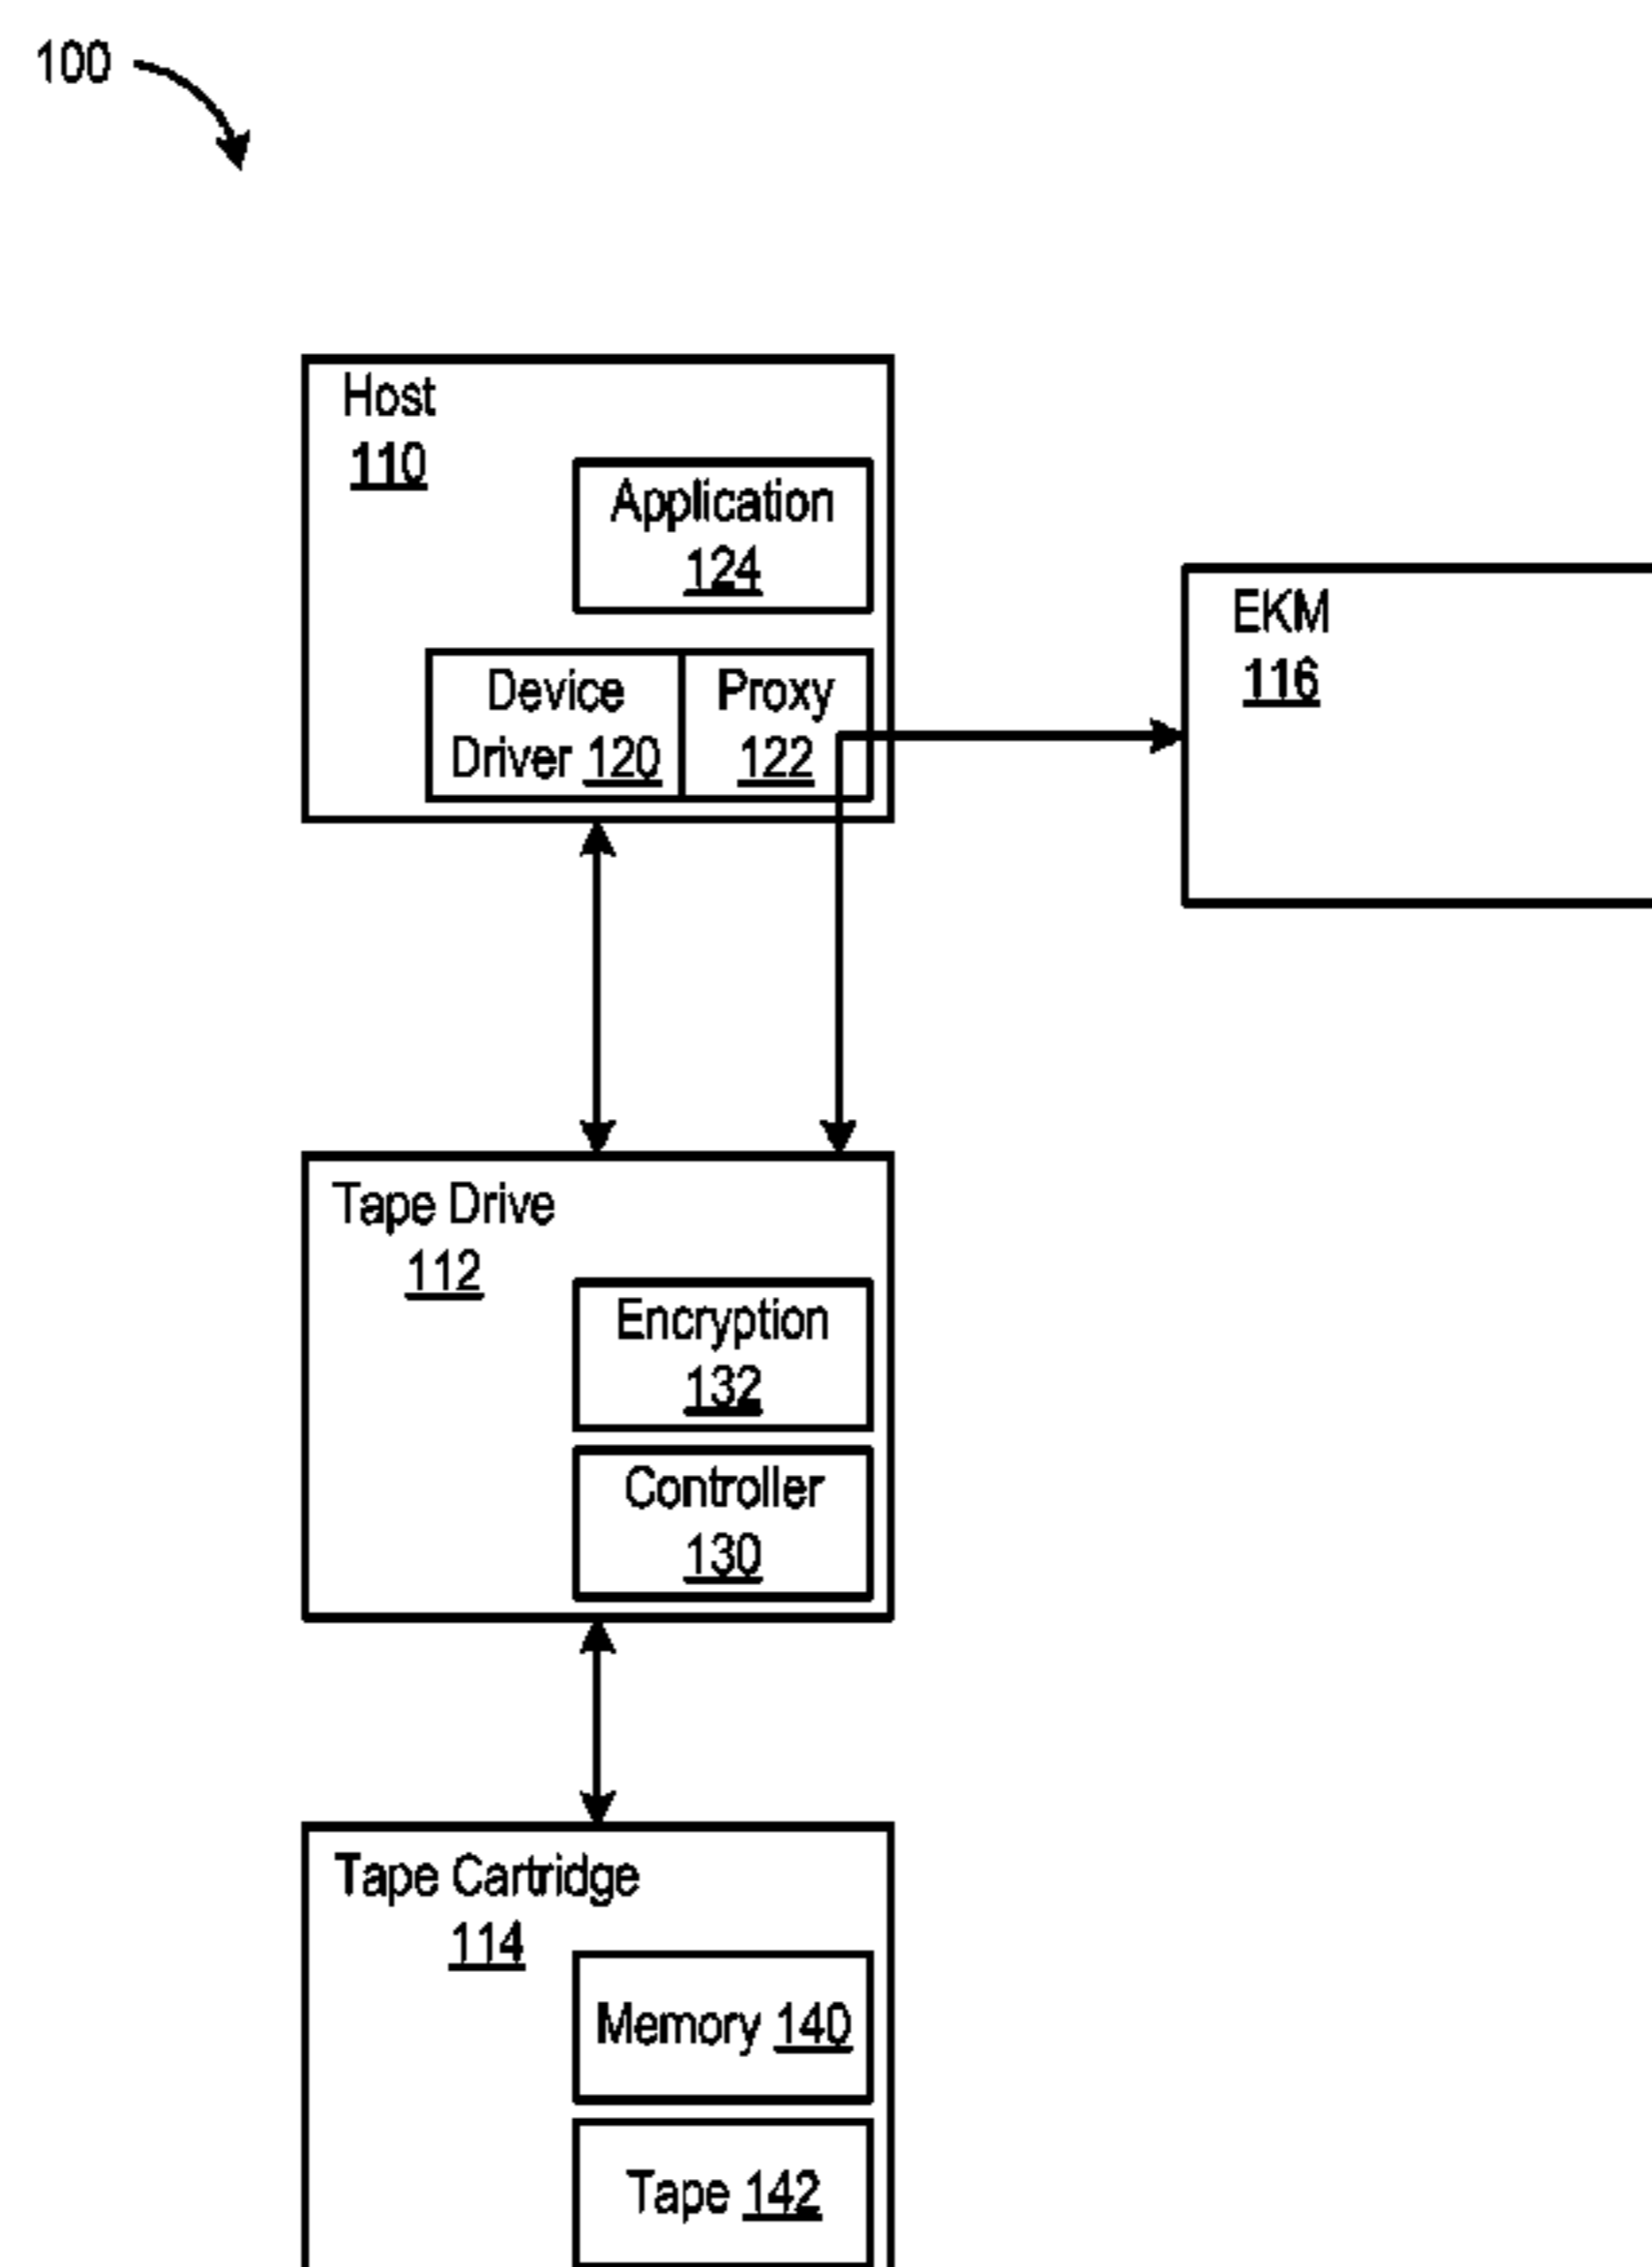 100
Host
110
Application
124
Device
Driver 120
Proxy
122
EKM
116
Tape Drive
112
Encryption
132
Controller
130
Tape Cartridge
114
Memory 140
Tape 142